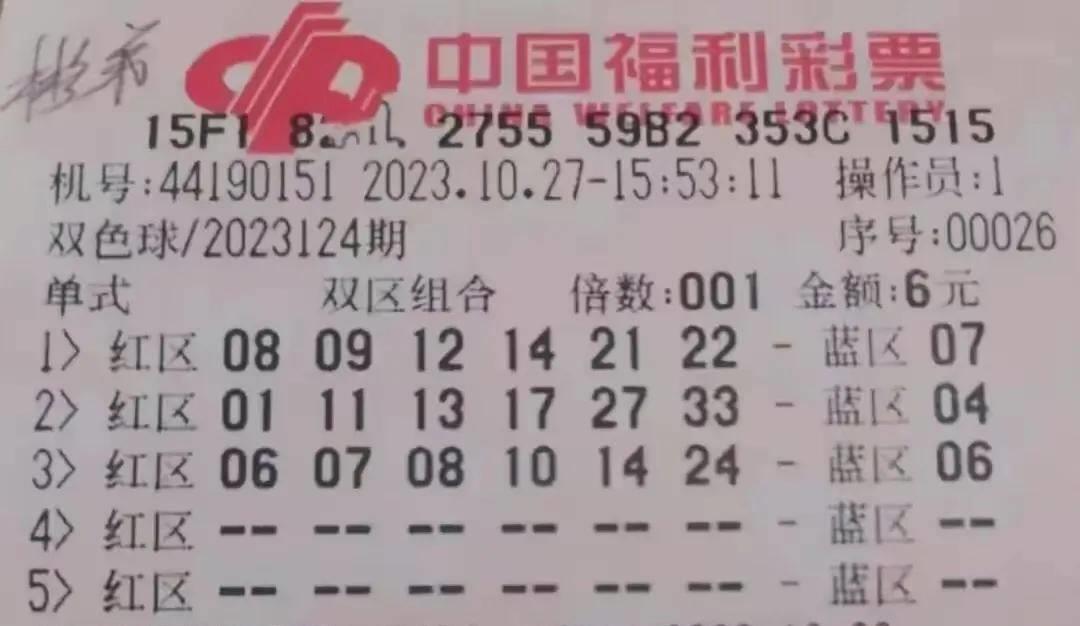 中国福利彩票
CHINA WELFARE LOTTERY
15F1 8 2755 59B2 353C 1515
机号:44190151 2023.10.27-15:53:11 操作员:1
双色球/2023124期 序号:00026
单式 双区组合 倍数:001 金额:6元
1> 红区 08 09 12 14 21 22 - 蓝区 07
2> 红区 01 11 13 17 27 33 - 蓝区 04
3> 红区 06 07 08 10 14 24 - 蓝区 06
4> 红区 -- -- -- -- -- -- - 蓝区 --
5> 红区 -- -- -- -- -- -- - 蓝区 --